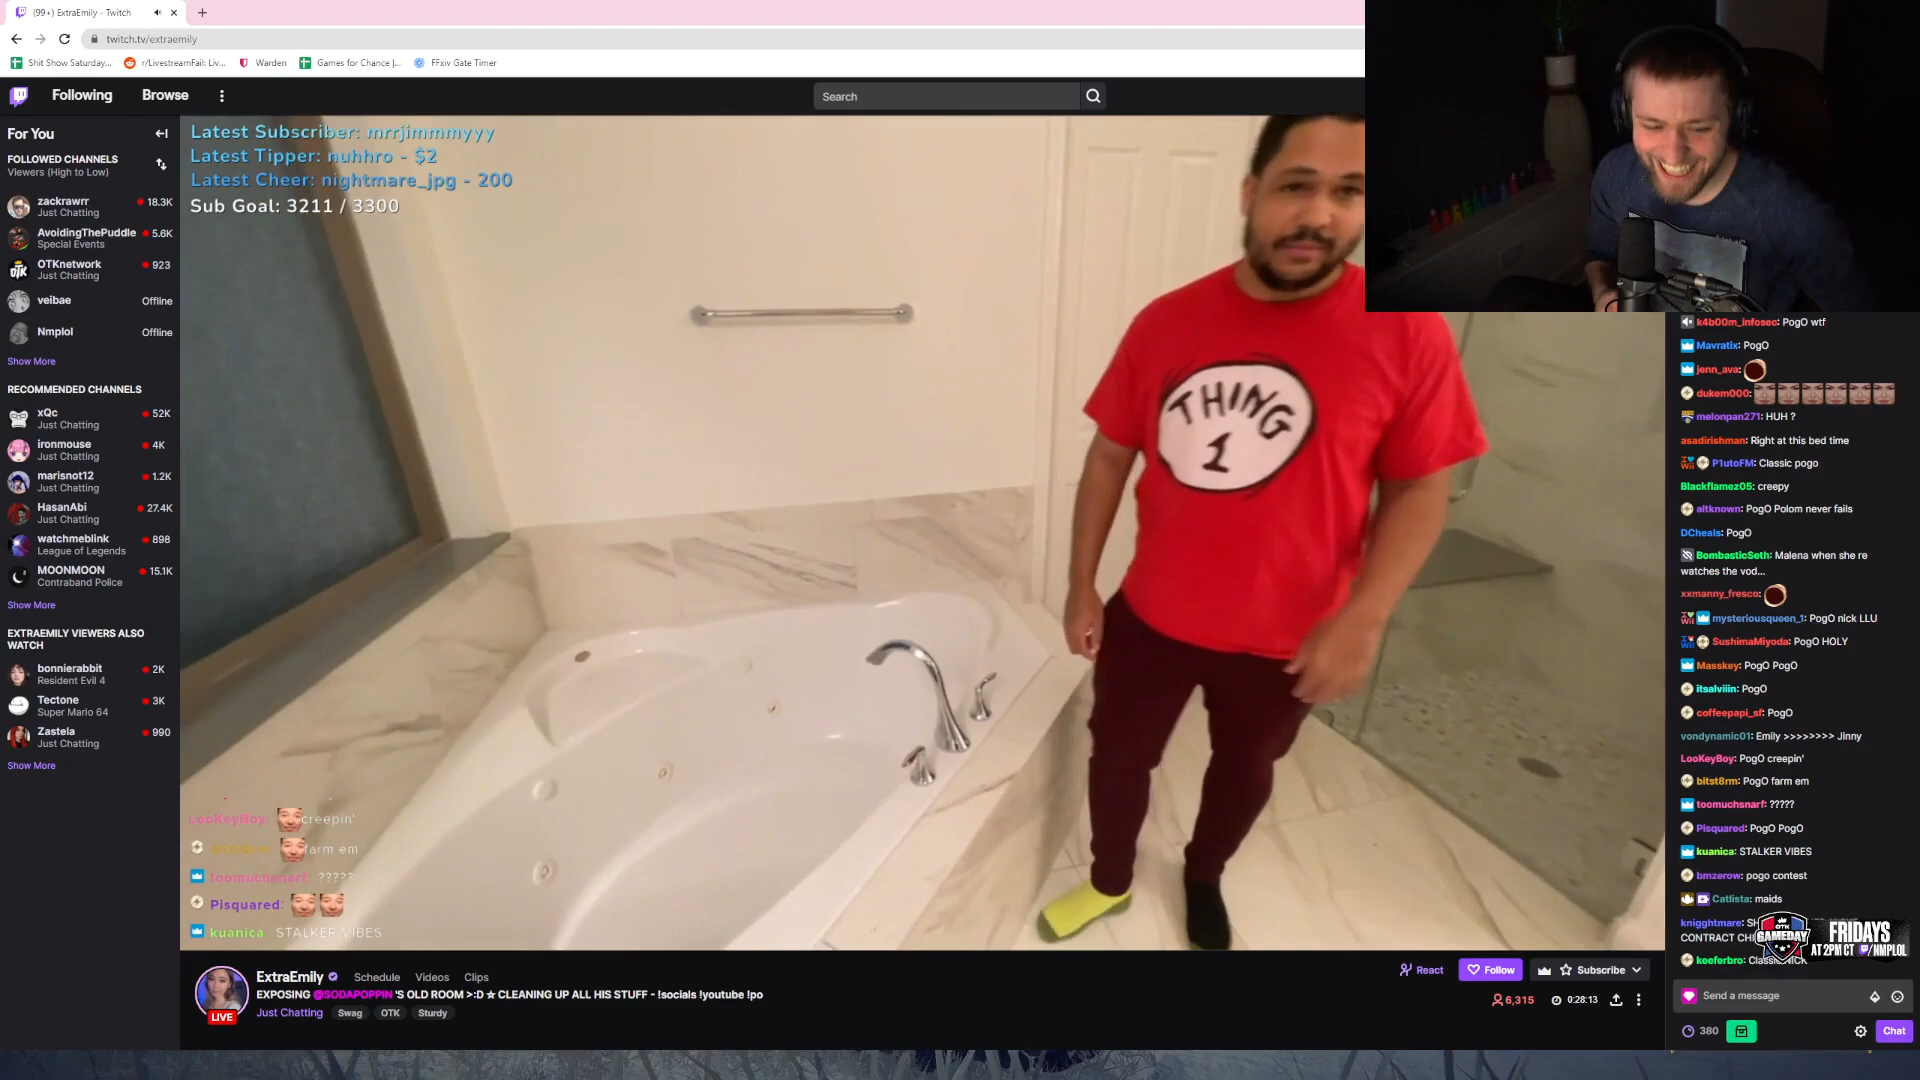 (99+) ExtraEmily - Twitch
twitch.tv/extraemily
Shit Show Saturday...
r/LivestreamFail: Liv...
Warden
Games for Chance |...
FFxiv Gate Timer
Following
Browse
Search
For You
FOLLOWED CHANNELS
Viewers (High to Low)
zackrawrr 18.3K
Just Chatting
AvoidingThePuddle 5.6K
Special Events
OTKnetwork 923
Just Chatting
veibae Offline
Nmplol Offline
Show More
RECOMMENDED CHANNELS
xQc 52K
Just Chatting
ironmouse 4K
Just Chatting
marisnot12 1.2K
Just Chatting
HasanAbi 27.4K
Just Chatting
watchmeblink 898
League of Legends
MOONMOON 15.1K
Contraband Police
Show More
EXTRAEMILY VIEWERS ALSO
WATCH
bonnierabbit 2K
Resident Evil 4
Tectone 3K
Super Mario 64
Zastela 990
Just Chatting
Show More
Latest Subscriber: mrrjimmmyyy
Latest Tipper: nuhhro - $2
Latest Cheer: nightmare_jpg - 200
Sub Goal: 3211 / 3300
THING
1
LooKeyBoy: creepin'
farm em
toomuchsnarf: ?????
Pisquared:
kuanica STALKER VIBES
ExtraEmily
Schedule
Videos
Clips
EXPOSING @SODAPOPPIN 'S OLD ROOM >:D ★ CLEANING UP ALL HIS STUFF - !socials !youtube !po
Just Chatting
Swag
OTK
Sturdy
LIVE
React
Follow
Subscribe
6,315
0:28:13
k4b00m_infosec: PogO wtf
Mavratix: PogO
jenn_ava:
dukem000:
melonpan271: HUH ?
asadirishman: Right at this bed time
P1utoFM: Classic pogo
Blackflamez05: creepy
altknown: PogO Polom never fails
DCheals: PogO
BombasticSeth: Malena when she re
watches the vod...
xxmanny_fresco:
mysteriousqueen_1: PogO nick LLU
SushimaMiyoda: PogO HOLY
Masskey: PogO PogO
itsalviiin: PogO
coffeepapi_sf: PogO
vondynamic01: Emily >>>>>>>> Jinny
LooKeyBoy: PogO creepin'
bitst8rm: PogO farm em
toomuchsnarf: ?????
Pisquared: PogO PogO
kuanica: STALKER VIBES
bmzerow: pogo contest
Catlista: maids
knigghtmare:
CONTRACT
keeferbro:
OTK
GAMEDAY
FRIDAYS
AT 2PM CT /NMPLOL
Send a message
380
Chat